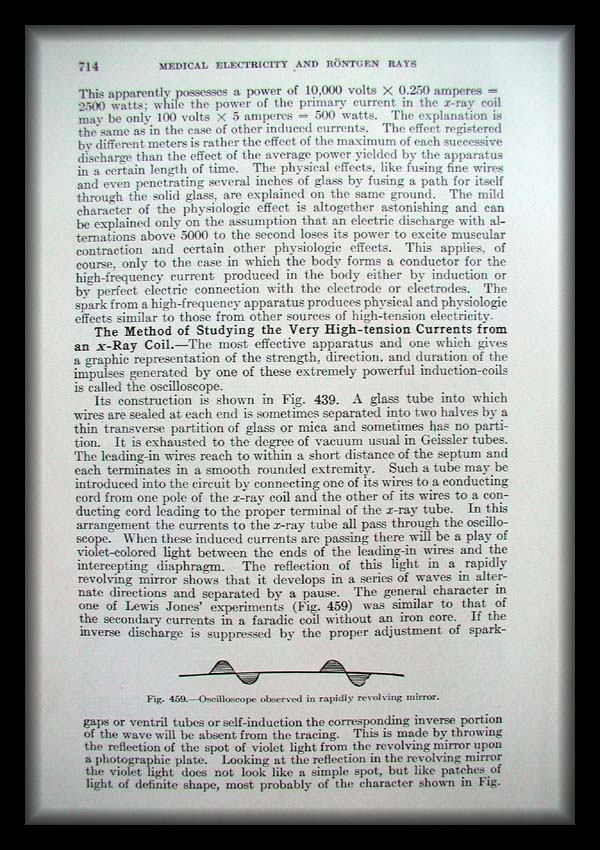 714 MEDICAL ELECTRICITY AND RÖNTGEN RAYS
This apparently possesses a power of 10,000 volts × 0.250 amperes =
2500 watts; while the power of the primary current in the x-ray coil
may be only 100 volts × 5 amperes = 500 watts. The explanation is
the same as in the case of other induced currents. The effect registered
by different meters is rather the effect of the maximum of each successive
discharge than the effect of the average power yielded by the apparatus
in a certain length of time. The physical effects, like fusing fine wires
and even penetrating several inches of glass by fusing a path for itself
through the solid glass, are explained on the same ground. The mild
character of the physiologic effect is altogether astonishing and can
be explained only on the assumption that an electric discharge with al-
ternations above 5000 to the second loses its power to excite muscular
contraction and certain other physiologic effects. This applies, of
course, only to the case in which the body forms a conductor for the
high-frequency current produced in the body either by induction or
by perfect electric connection with the electrode or electrodes. The
spark from a high-frequency apparatus produces physical and physiologic
effects similar to those from other sources of high-tension electricity.
The Method of Studying the Very High-tension Currents from
an x-Ray Coil.—The most effective apparatus and one which gives
a graphic representation of the strength, direction, and duration of the
impulses generated by one of these extremely powerful induction-coils
is called the oscilloscope.
Its construction is shown in Fig. 439. A glass tube into which
wires are sealed at each end is sometimes separated into two halves by a
thin transverse partition of glass or mica and sometimes has no parti-
tion. It is exhausted to the degree of vacuum usual in Geissler tubes.
The leading-in wires reach to within a short distance of the septum and
each terminates in a smooth rounded extremity. Such a tube may be
introduced into the circuit by connecting one of its wires to a conducting
cord from one pole of the x-ray coil and the other of its wires to a con-
ducting cord leading to the proper terminal of the x-ray tube. In this
arrangement the currents to the x-ray tube all pass through the oscillo-
scope. When these induced currents are passing there will be a play of
violet-colored light between the ends of the leading-in wires and the
intercepting diaphragm. The reflection of this light in a rapidly
revolving mirror shows that it develops in a series of waves in alter-
nate directions and separated by a pause. The general character in
one of Lewis Jones' experiments (Fig. 459) was similar to that of
the secondary currents in a faradic coil without an iron core. If the
inverse discharge is suppressed by the proper adjustment of spark-
Fig. 459.—Oscilloscope observed in rapidly revolving mirror.
gaps or ventril tubes or self-induction the corresponding inverse portion
of the wave will be absent from the tracing. This is made by throwing
the reflection of the spot of violet light from the revolving mirror upon
a photographic plate. Looking at the reflection in the revolving mirror
the violet light does not look like a simple spot, but like patches of
light of definite shape, most probably of the character shown in Fig.